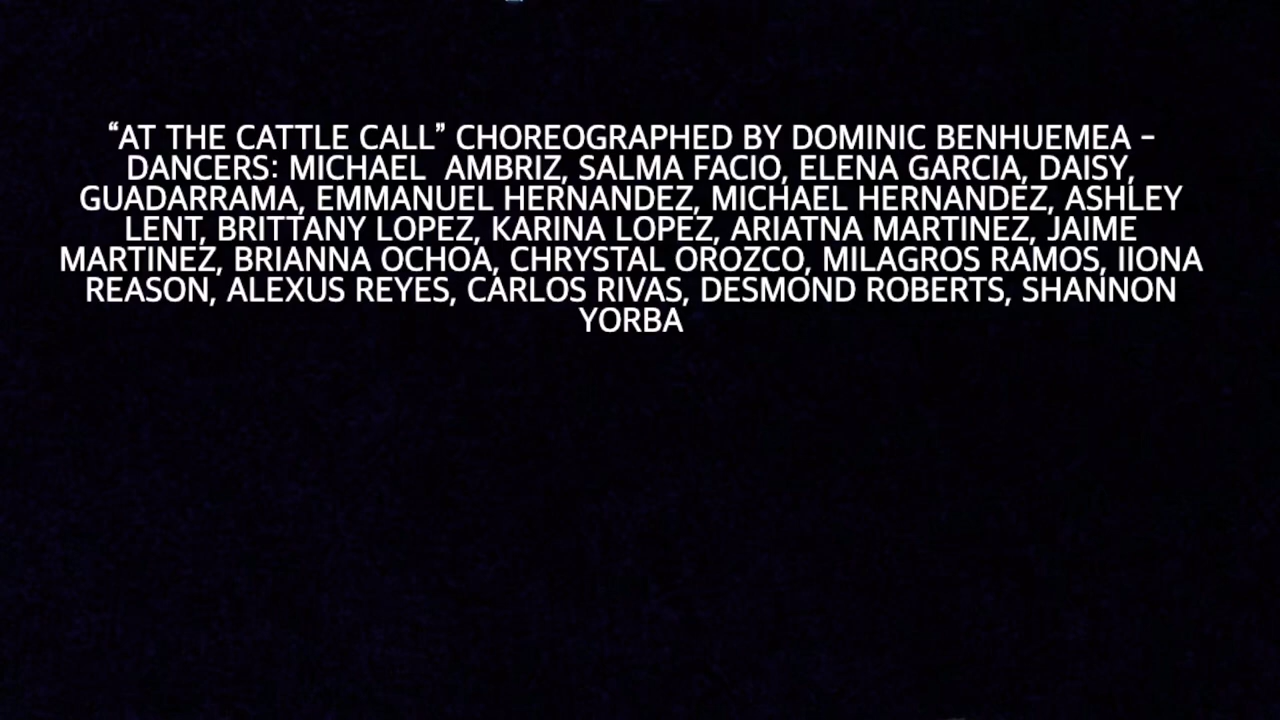 “AT THE CATTLE CALL” CHOREOGRAPHED BY DOMINIC BENHUEMEA -
DANCERS: MICHAEL  AMBRIZ, SALMA FACIO, ELENA GARCIA, DAISY,
GUADARRAMA, EMMANUEL HERNANDEZ, MICHAEL HERNANDEZ, ASHLEY
LENT, BRITTANY LOPEZ, KARINA LOPEZ, ARIATNA MARTINEZ, JAIME
MARTINEZ, BRIANNA OCHOA, CHRYSTAL OROZCO, MILAGROS RAMOS, IIONA
REASON, ALEXUS REYES, CARLOS RIVAS, DESMOND ROBERTS, SHANNON
YORBA